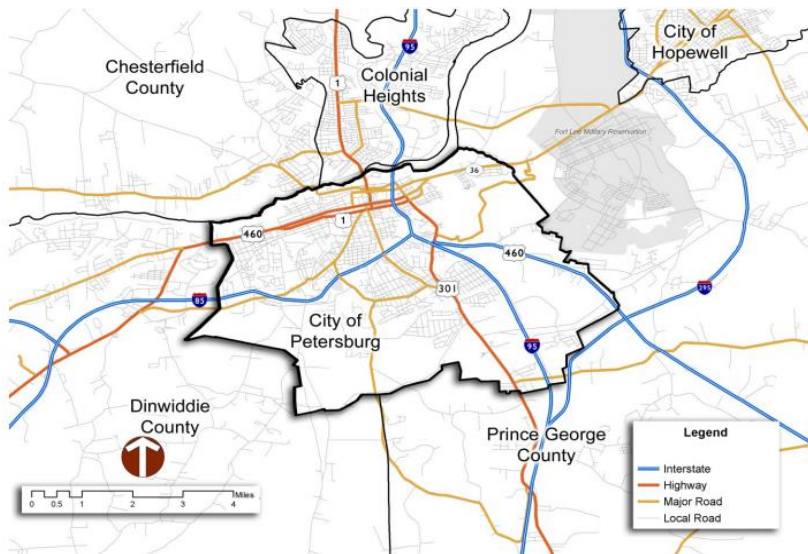 95
City of
Hopewell
Chesterfield
County
1
Colonial
Heights
Fort Lee Military Reservation
36
1
460
460
301
295
85
City of
Petersburg
95
Dinwiddie
County
Prince George
County
Legend
Interstate
Highway
Major Road
Local Road
Miles
0 0.5 1 2 3 4